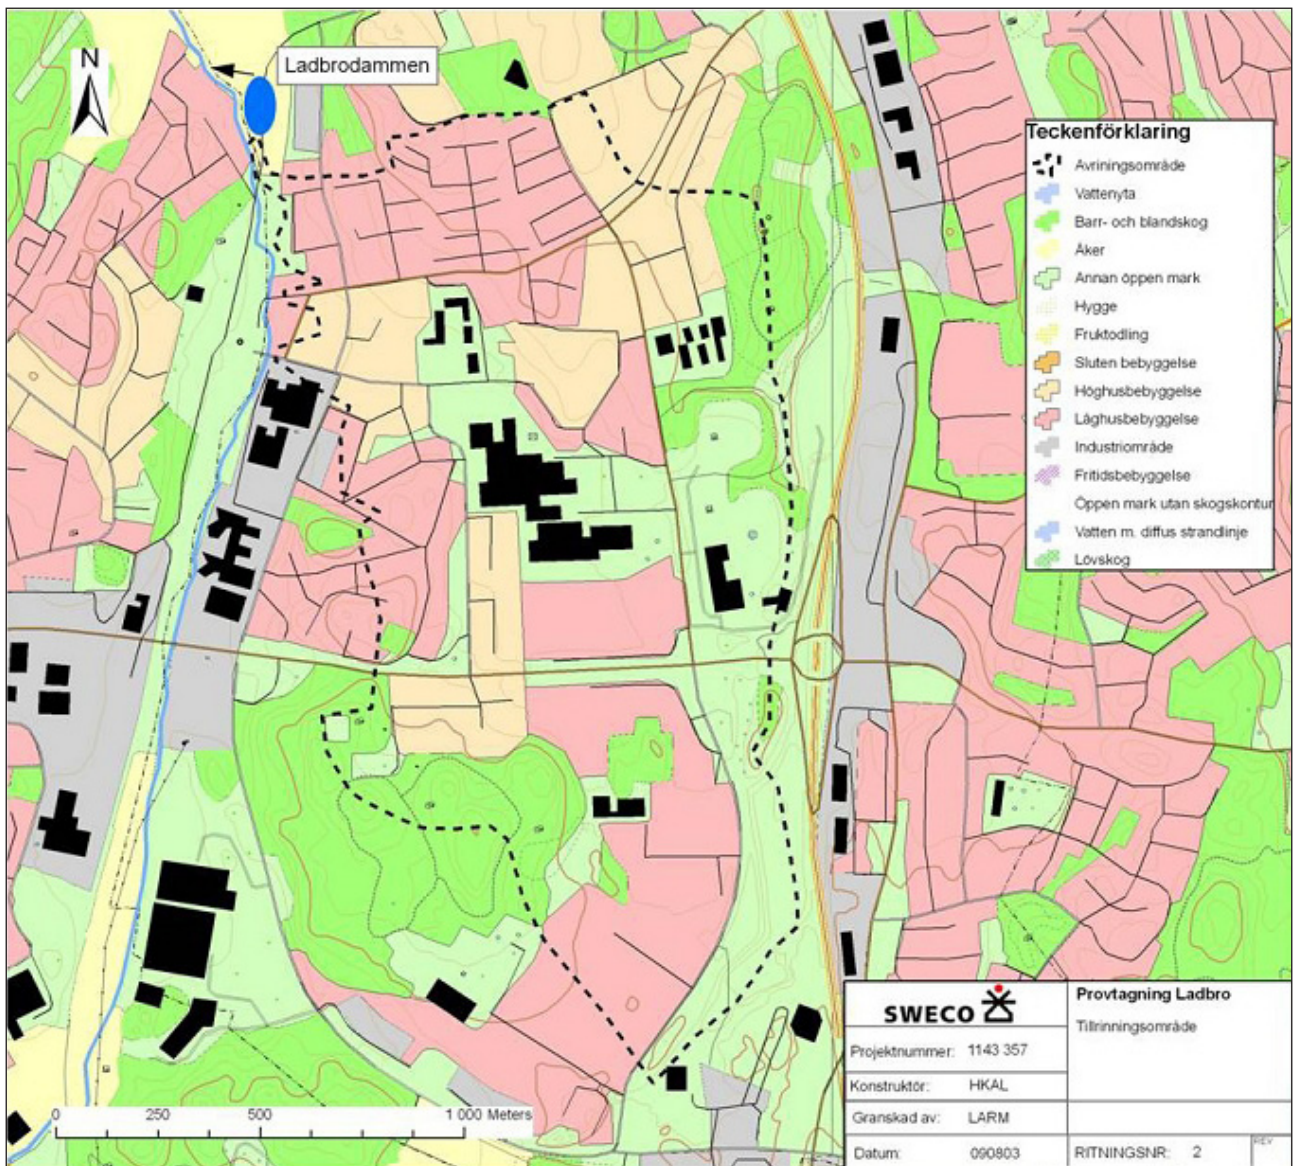 N
Ladbrodammen
Teckenförklaring
Avriningsområde
Vattenyta
Barr- och blandskog
Åker
Annan öppen mark
Hygge
Fruktodling
Sluten bebyggelse
Höghusbebyggelse
Låghusbebyggelse
Industriområde
Fritidsbebyggelse
Öppen mark utan skogskontur
Vatten m. diffus strandlinje
Lövskog
0 250 500 1 000 Meters
SWECO
Provtagning Ladbro
Tillrinningsområde
Projektnummer: 1143 357
Konstruktör: HKAL
Granskad av: LARM
Datum: 090803
RITNINGSNR: 2
REV